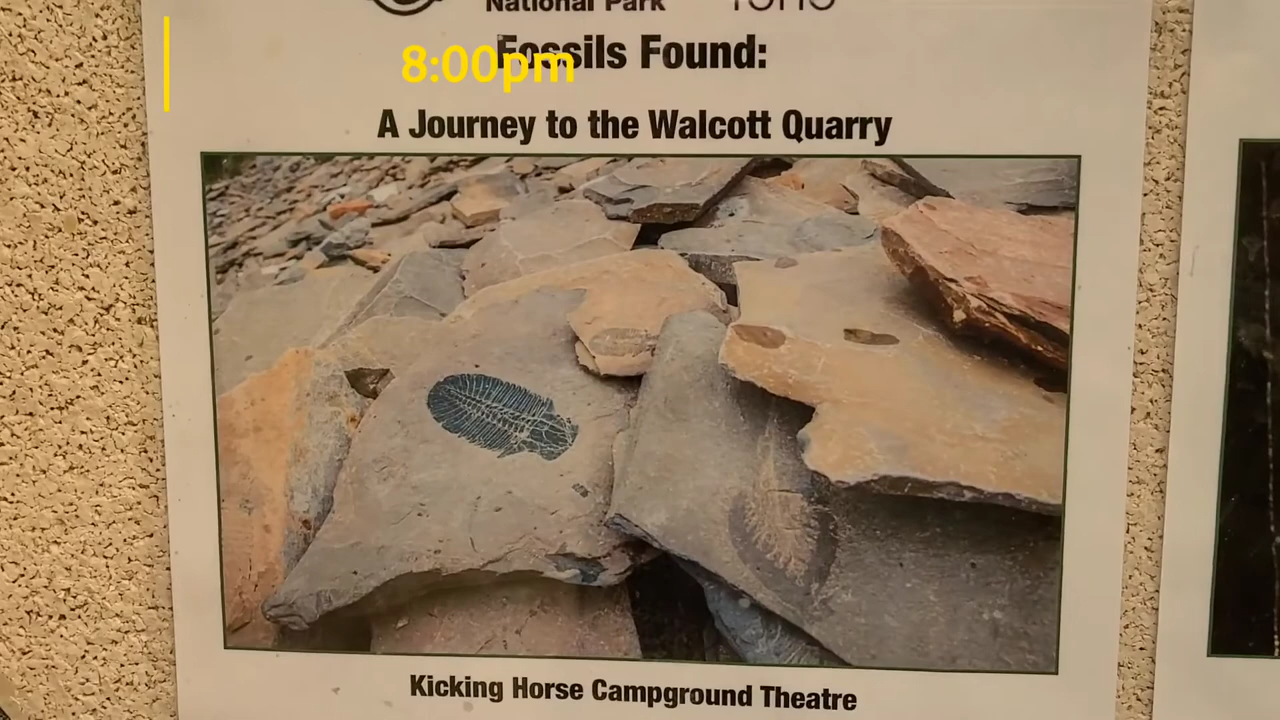 National Park
Fossils Found:
8:00pm
A Journey to the Walcott Quarry
Kicking Horse Campground Theatre